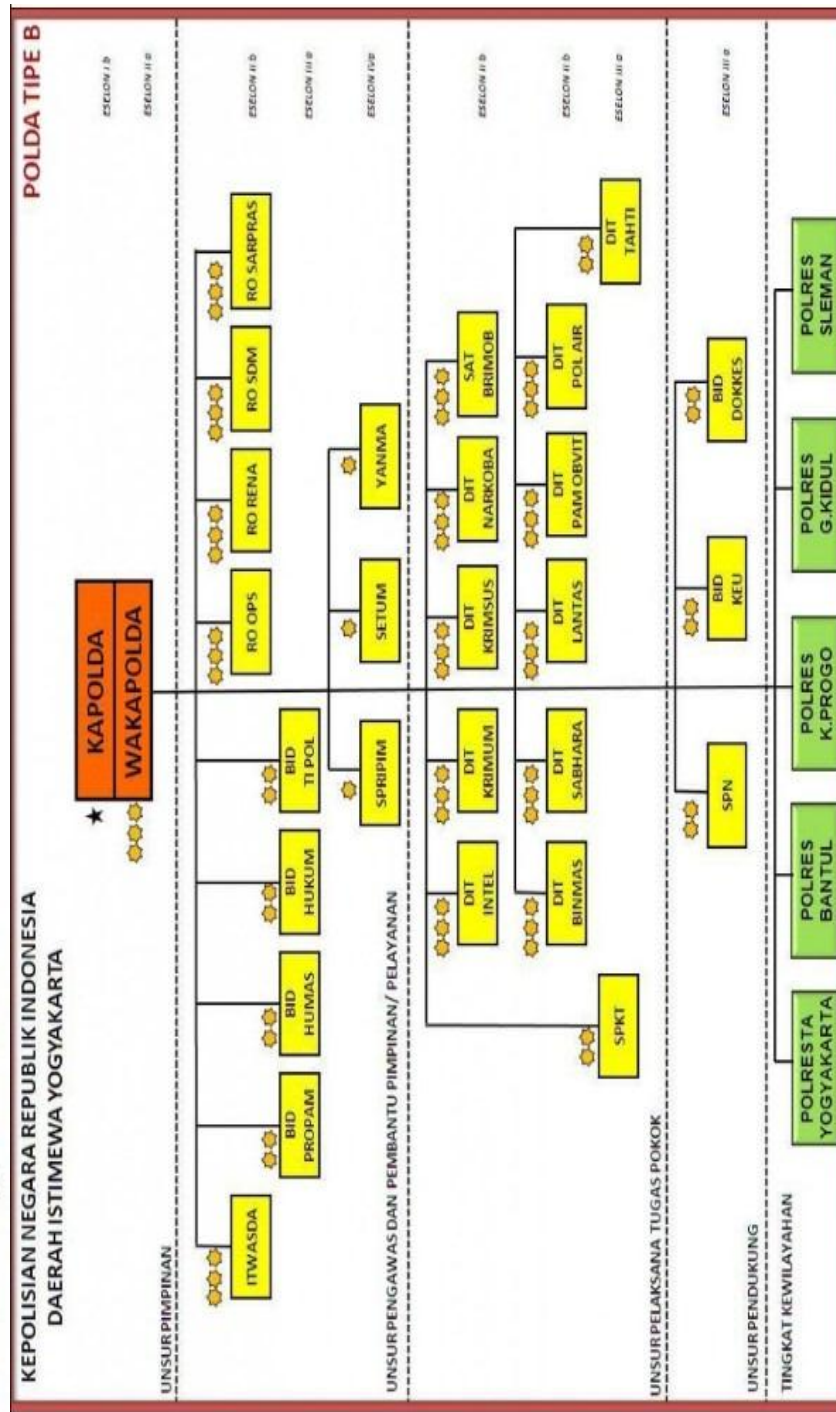 KEPOLISIAN NEGARA REPUBLIK INDONESIA
DAERAH ISTIMEWA YOGYAKARTA
POLDA TIPE B
KAPOLDA
WAKAPOLDA
ESELON I b
ESELON II a
UNSUR PIMPINAN
ITWASDA
RO OPS
RO RENA
RO SDM
RO SARPRAS
ESELON II b
BID
PROPAM
BID
HUMAS
BID
HUKUM
BID
TI POL
ESELON III a
SPRIPIM
SETUM
YANMA
ESELON IVa
UNSUR PENGAWAS DAN PEMBANTU PIMPINAN/ PELAYANAN
DIT
INTEL
DIT
KRIMUM
DIT
KRIMSUS
DIT
NARKOBA
SAT
BRIMOB
ESELON II b
DIT
BINMAS
DIT
SABHARA
DIT
LANTAS
DIT
PAM OBVIT
DIT
POL AIR
ESELON II b
SPKT
DIT
TAHTI
ESELON III a
UNSUR PELAKSANA TUGAS POKOK
SPN
BID
KEU
BID
DOKKES
ESELON III a
UNSUR PENDUKUNG
TINGKAT KEWILAYAHAN
POLRESTA
YOGYAKARTA
POLRES
BANTUL
POLRES
K.PROGO
POLRES
G.KIDUL
POLRES
SLEMAN